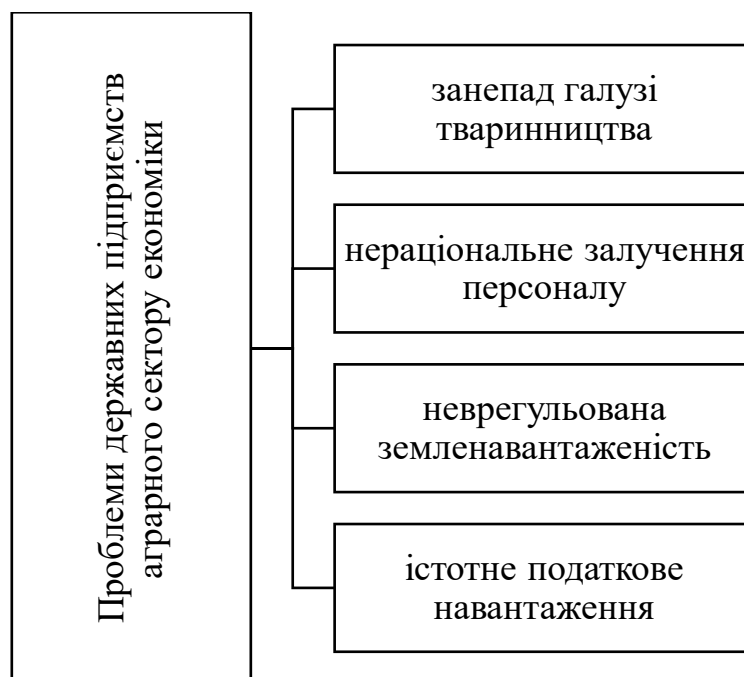 Проблеми державних підприємств
аграрного сектору економіки
занепад галузі
тваринництва
нераціональне залучення
персоналу
неврегульована
земленавантаженість
істотне податкове
навантаження